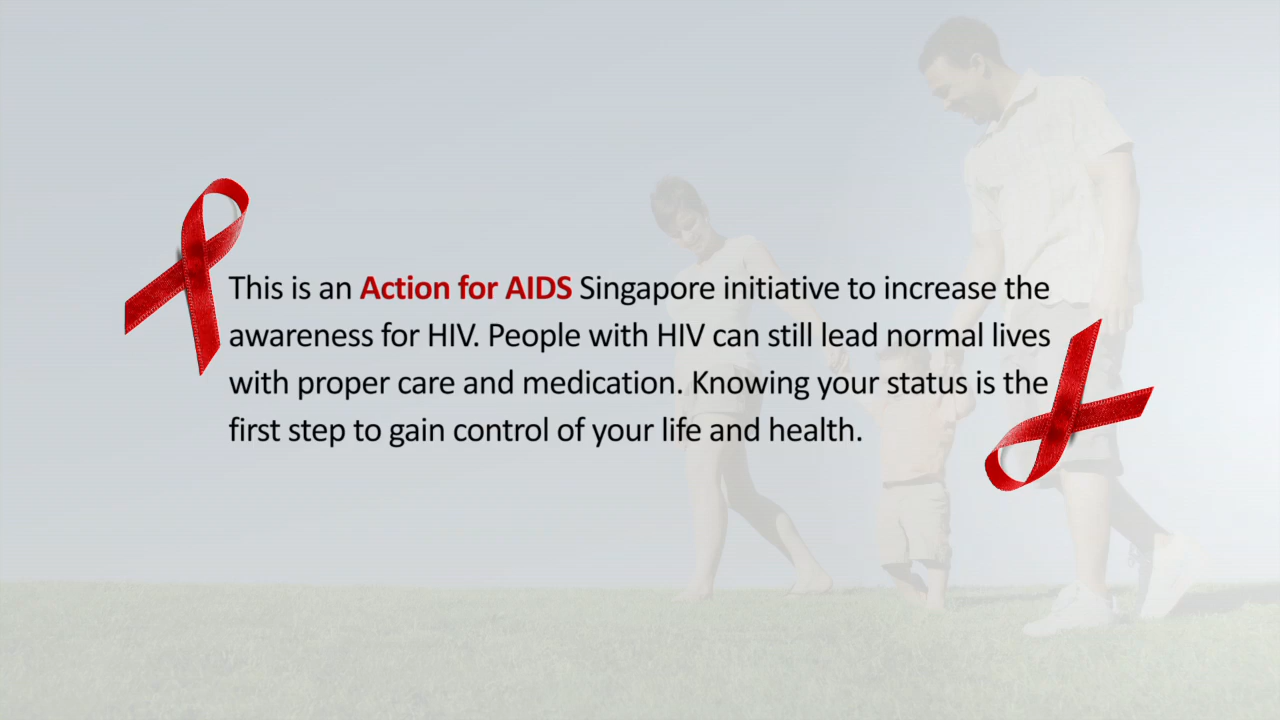 This is an Action for AIDS Singapore initiative to increase the
awareness for HIV. People with HIV can still lead normal lives
with proper care and medication. Knowing your status is the
first step to gain control of your life and health.